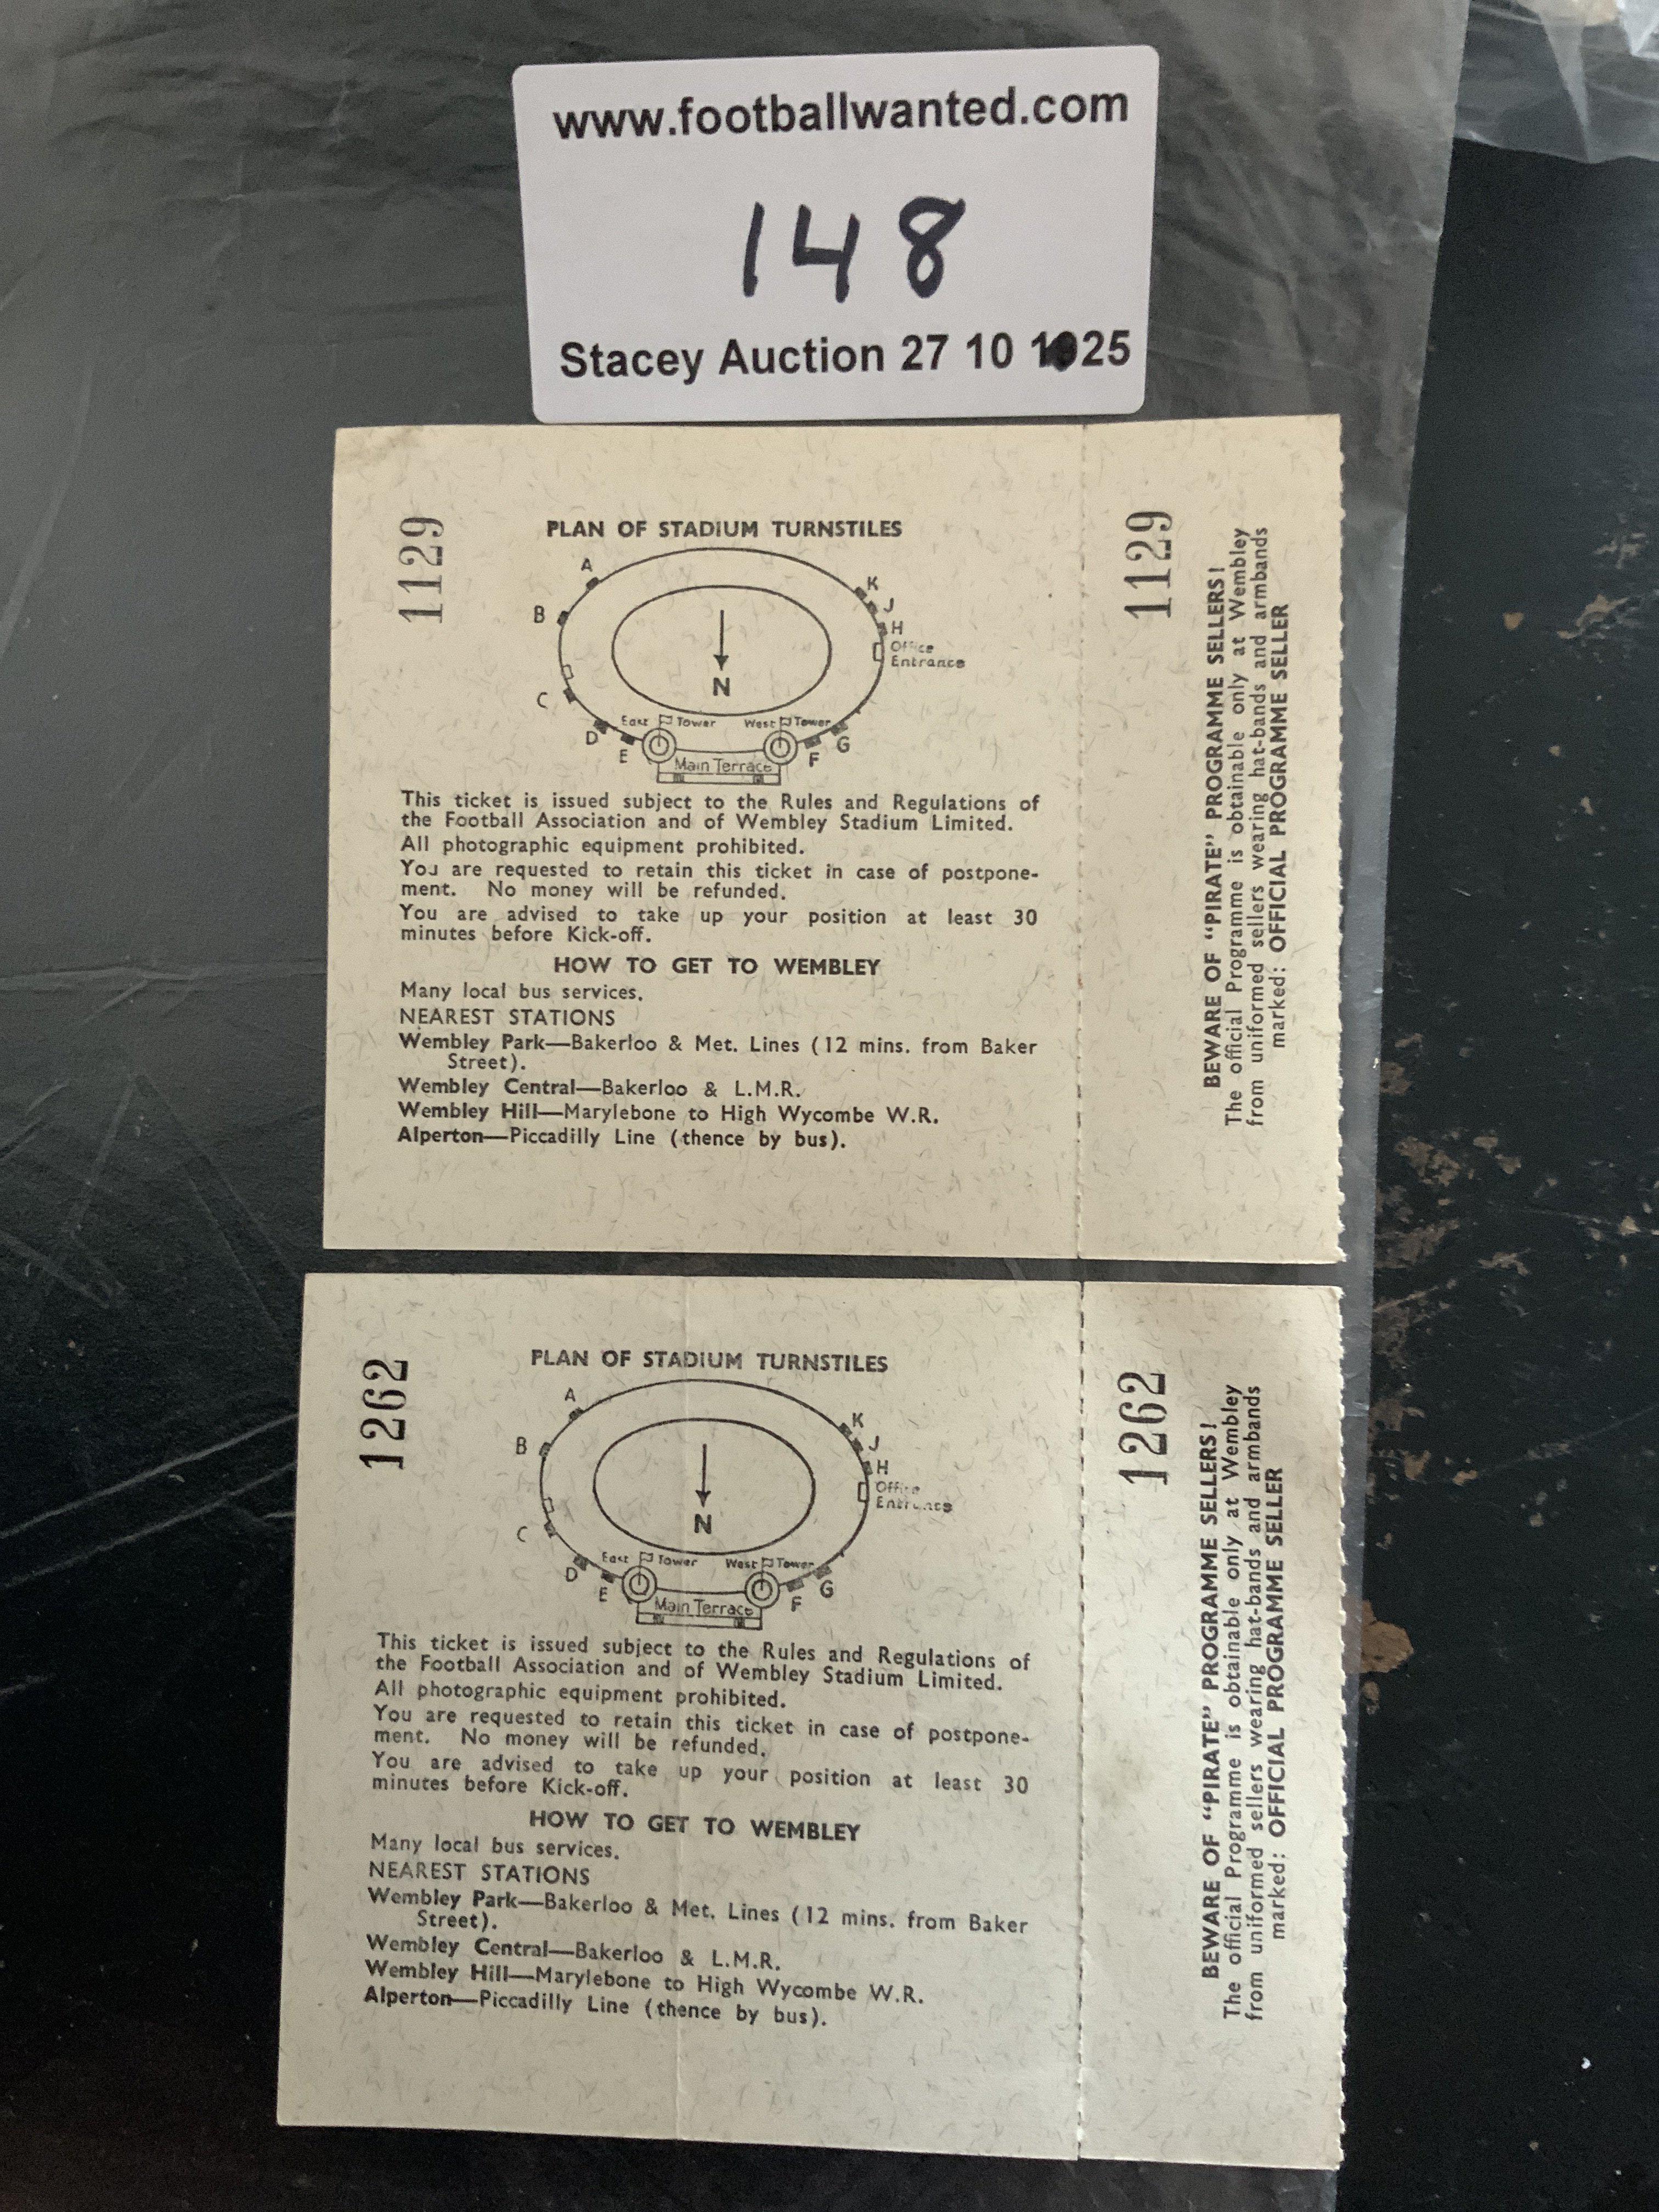 www.footballwanted.com
148
Stacey Auction 27 10 1925
1129
PLAN OF STADIUM TURNSTILES
A
B
C
D
E
K
J
H
Office
Entrance
N
East Tower
West Tower
F
G
Main Terrace
This ticket is issued subject to the Rules and Regulations of
the Football Association and of Wembley Stadium Limited.
All photographic equipment prohibited.
You are requested to retain this ticket in case of postpone-
ment. No money will be refunded.
You are advised to take up your position at least 30
minutes before Kick-off.
HOW TO GET TO WEMBLEY
Many local bus services.
NEAREST STATIONS
Wembley Park—Bakerloo & Met. Lines (12 mins. from Baker
Street).
Wembley Central—Bakerloo & L.M.R.
Wembley Hill—Marylebone to High Wycombe W.R.
Alperton—Piccadilly Line (thence by bus).
1129
BEWARE OF "PIRATE" PROGRAMME SELLERS!
The official Programme is obtainable only at Wembley
from uniformed sellers wearing hat-bands and armbands
marked: OFFICIAL PROGRAMME SELLER
1262
PLAN OF STADIUM TURNSTILES
A
B
C
D
E
K
J
H
Office
Entrance
N
East Tower
West Tower
F
G
Main Terrace
This ticket is issued subject to the Rules and Regulations of
the Football Association and of Wembley Stadium Limited.
All photographic equipment prohibited.
You are requested to retain this ticket in case of postpone-
ment. No money will be refunded.
You are advised to take up your position at least 30
minutes before Kick-off.
HOW TO GET TO WEMBLEY
Many local bus services.
NEAREST STATIONS
Wembley Park—Bakerloo & Met. Lines (12 mins. from Baker
Street).
Wembley Central—Bakerloo & L.M.R.
Wembley Hill—Marylebone to High Wycombe W.R.
Alperton—Piccadilly Line (thence by bus).
1262
BEWARE OF "PIRATE" PROGRAMME SELLERS!
The official Programme is obtainable only at Wembley
from uniformed sellers wearing hat-bands and armbands
marked: OFFICIAL PROGRAMME SELLER